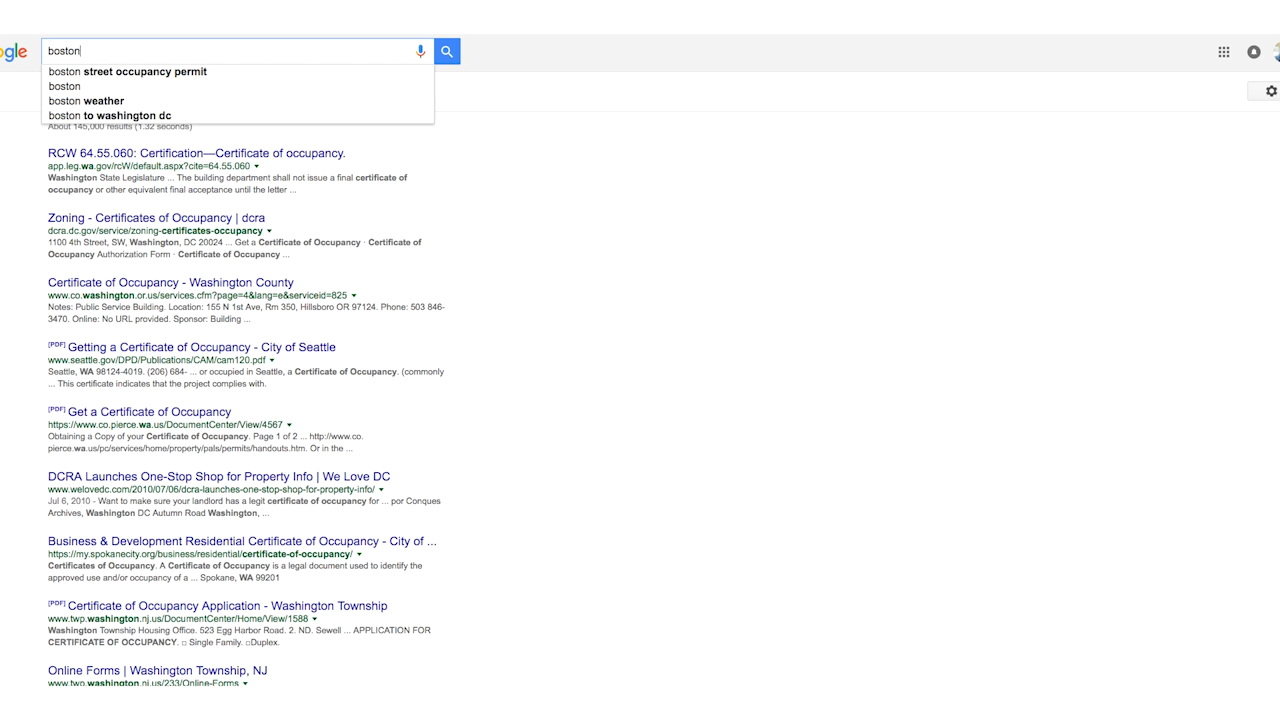 ogle
boston
boston street occupancy permit
boston
boston weather
boston to washington dc
About 145,000 results (1.32 seconds)
RCW 64.55.060: Certification—Certificate of occupancy.
app.leg.wa.gov/rcW/default.aspx?cite=64.55.060
Washington State Legislature ... The building department shall not issue a final certificate of
occupancy or other equivalent final acceptance until the letter ...
Zoning - Certificates of Occupancy | dcra
dcra.dc.gov/service/zoning-certificates-occupancy
1100 4th Street, SW, Washington, DC 20024 ... Get a Certificate of Occupancy · Certificate of
Occupancy Authorization Form · Certificate of Occupancy ...
Certificate of Occupancy - Washington County
www.co.washington.or.us/services.cfm?page=4&lang=e&serviceid=825
Notes: Public Service Building. Location: 155 N 1st Ave, Rm 350, Hillsboro OR 97124. Phone: 503 846-
3470. Online: No URL provided. Sponsor: Building ...
[PDF] Getting a Certificate of Occupancy - City of Seattle
www.seattle.gov/DPD/Publications/CAM/cam120.pdf
Seattle, WA 98124-4019. (206) 684- ... or occupied in Seattle, a Certificate of Occupancy. (commonly
... This certificate indicates that the project complies with.
[PDF] Get a Certificate of Occupancy
https://www.co.pierce.wa.us/DocumentCenter/View/4567
Obtaining a Copy of your Certificate of Occupancy. Page 1 of 2 ... http://www.co.
pierce.wa.us/pc/services/home/property/pals/permits/handouts.htm. Or in the ...
DCRA Launches One-Stop Shop for Property Info | We Love DC
www.welovedc.com/2010/07/06/dcra-launches-one-stop-shop-for-property-info/
Jul 6, 2010 - Want to make sure your landlord has a legit certificate of occupancy for ... por Conques
Archives, Washington DC Autumn Road Washington, ...
Business & Development Residential Certificate of Occupancy - City of ...
https://my.spokanecity.org/business/residential/certificate-of-occupancy/
Certificates of Occupancy. A Certificate of Occupancy is a legal document used to identify the
approved use and/or occupancy of a ... Spokane, WA 99201
[PDF] Certificate of Occupancy Application - Washington Township
www.twp.washington.nj.us/DocumentCenter/Home/View/1588
Washington Township Housing Office. 523 Egg Harbor Road. 2. ND. Sewell ... APPLICATION FOR
CERTIFICATE OF OCCUPANCY. □ Single Family. □Duplex.
Online Forms | Washington Township, NJ
www.twp.washington.nj.us/233/Online-Forms